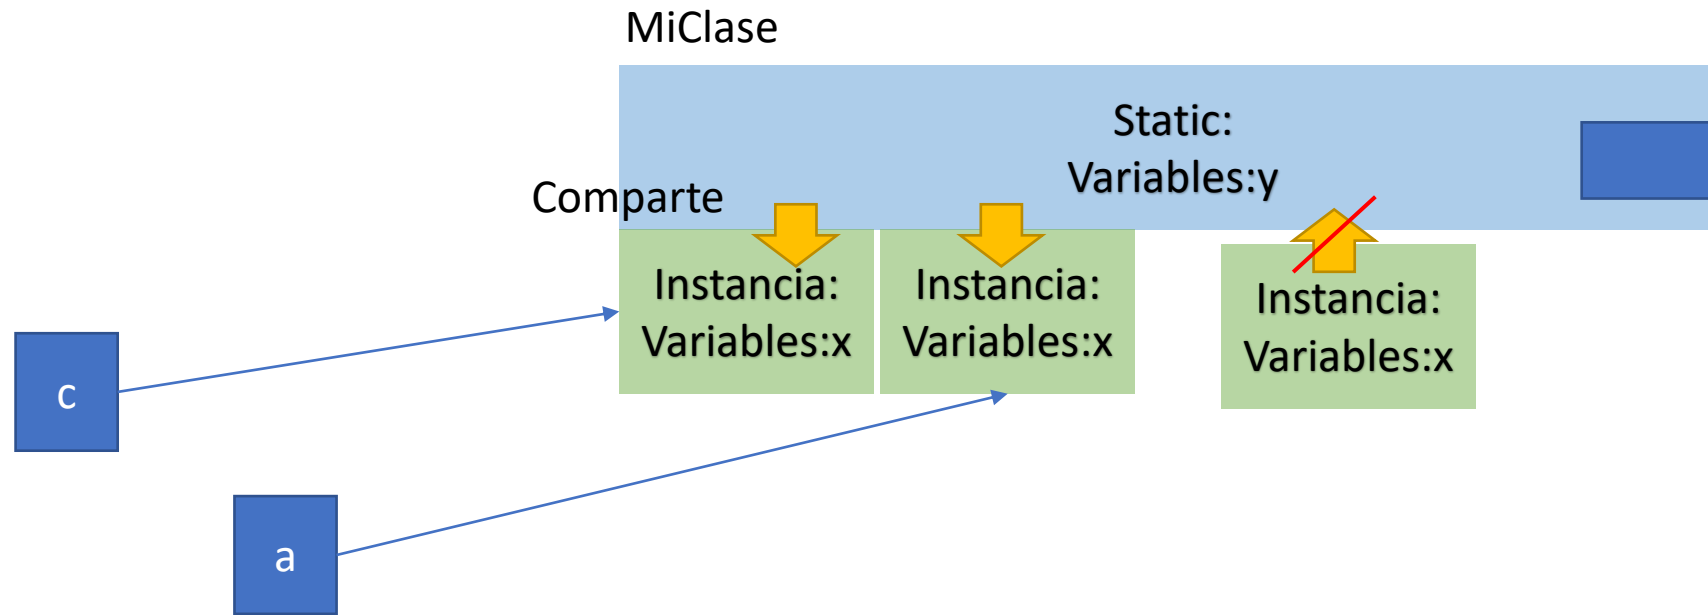 MiClase
Static:
Variables:y
Comparte
Instancia:
Variables:x
Instancia:
Variables:x
Instancia:
Variables:x
c
a